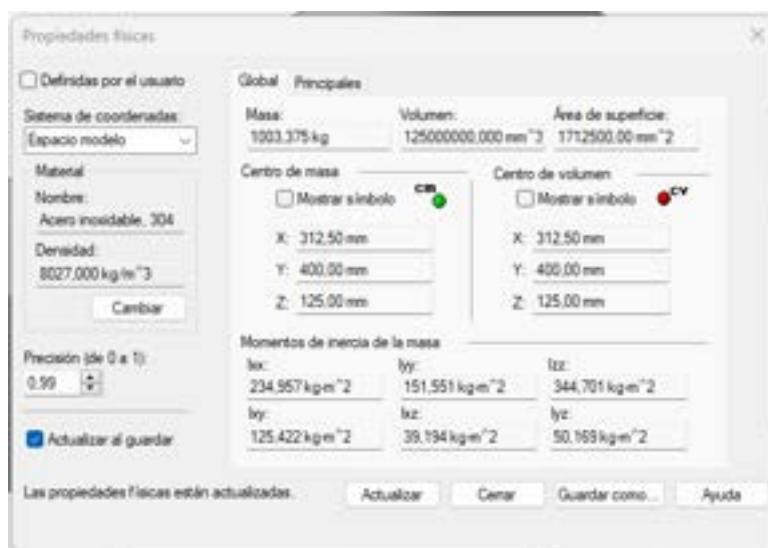 Propiedades físicas
Definidas por el usuario
Sistema de coordenadas:
Espacio modelo
Material
Nombre:
Acero inoxidable, 304
Densidad:
8027,000 kg/m^3
Cambiar
Precisión (de 0 a 1):
0.99
Actualizar al guardar
Global Principales
Masa: Volumen: Área de superficie:
1003,375 kg 125000000,000 mm^3 1712500,00 mm^2
Centro de masa Centro de volumen
Mostrar símbolo CM Mostrar símbolo CV
X: 312,50 mm X: 312,50 mm
Y: 400,00 mm Y: 400,00 mm
Z: 125,00 mm Z: 125,00 mm
Momentos de inercia de la masa
Ixx: Iyy: Izz:
234,957 kg·m^2 151,551 kg·m^2 344,701 kg·m^2
Ixy: Ixz: Iyz:
125,422 kg·m^2 39,194 kg·m^2 50,169 kg·m^2
Las propiedades físicas están actualizadas. Actualizar Cerrar Guardar como... Ayuda